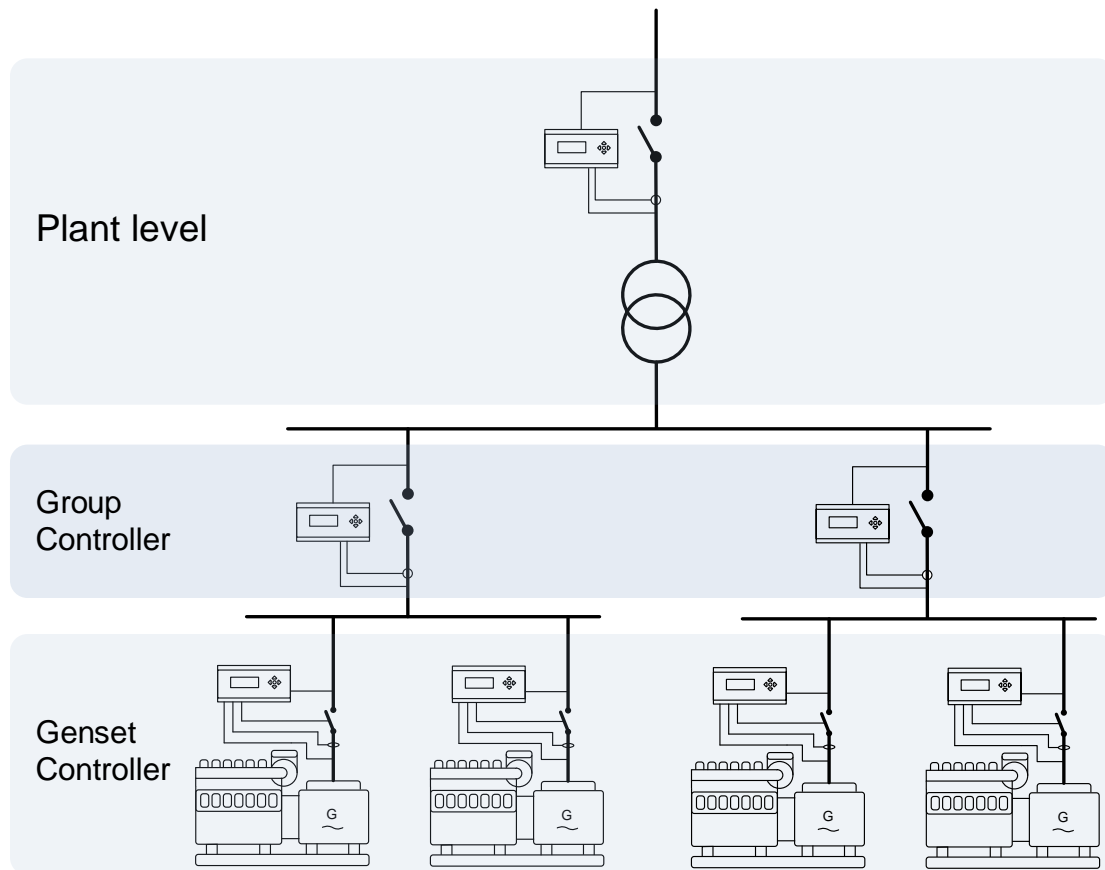 Plant level
Group
Controller
Genset
Controller
G
G
G
G